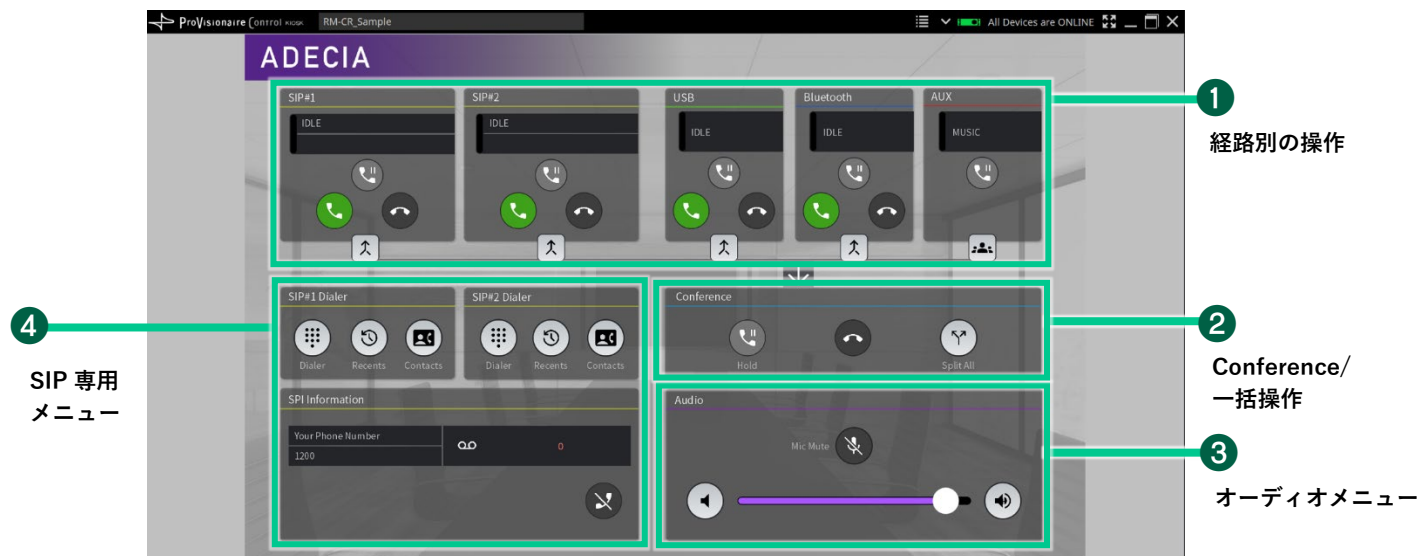 ProVisionaire Control KIOSK RM-CR_Sample All Devices are ONLINE
ADECIA
SIP#1 SIP#2 USB Bluetooth AUX
IDLE IDLE IDLE IDLE MUSIC
1
経路別の操作
SIP#1 Dialer SIP#2 Dialer Conference
Dialer Recents Contacts Dialer Recents Contacts Hold Split All
4
SIP 専用
メニュー
2
Conference/
一括操作
SPI Information Audio
Your Phone Number
1200
0
Mic Mute
3
オーディオメニュー